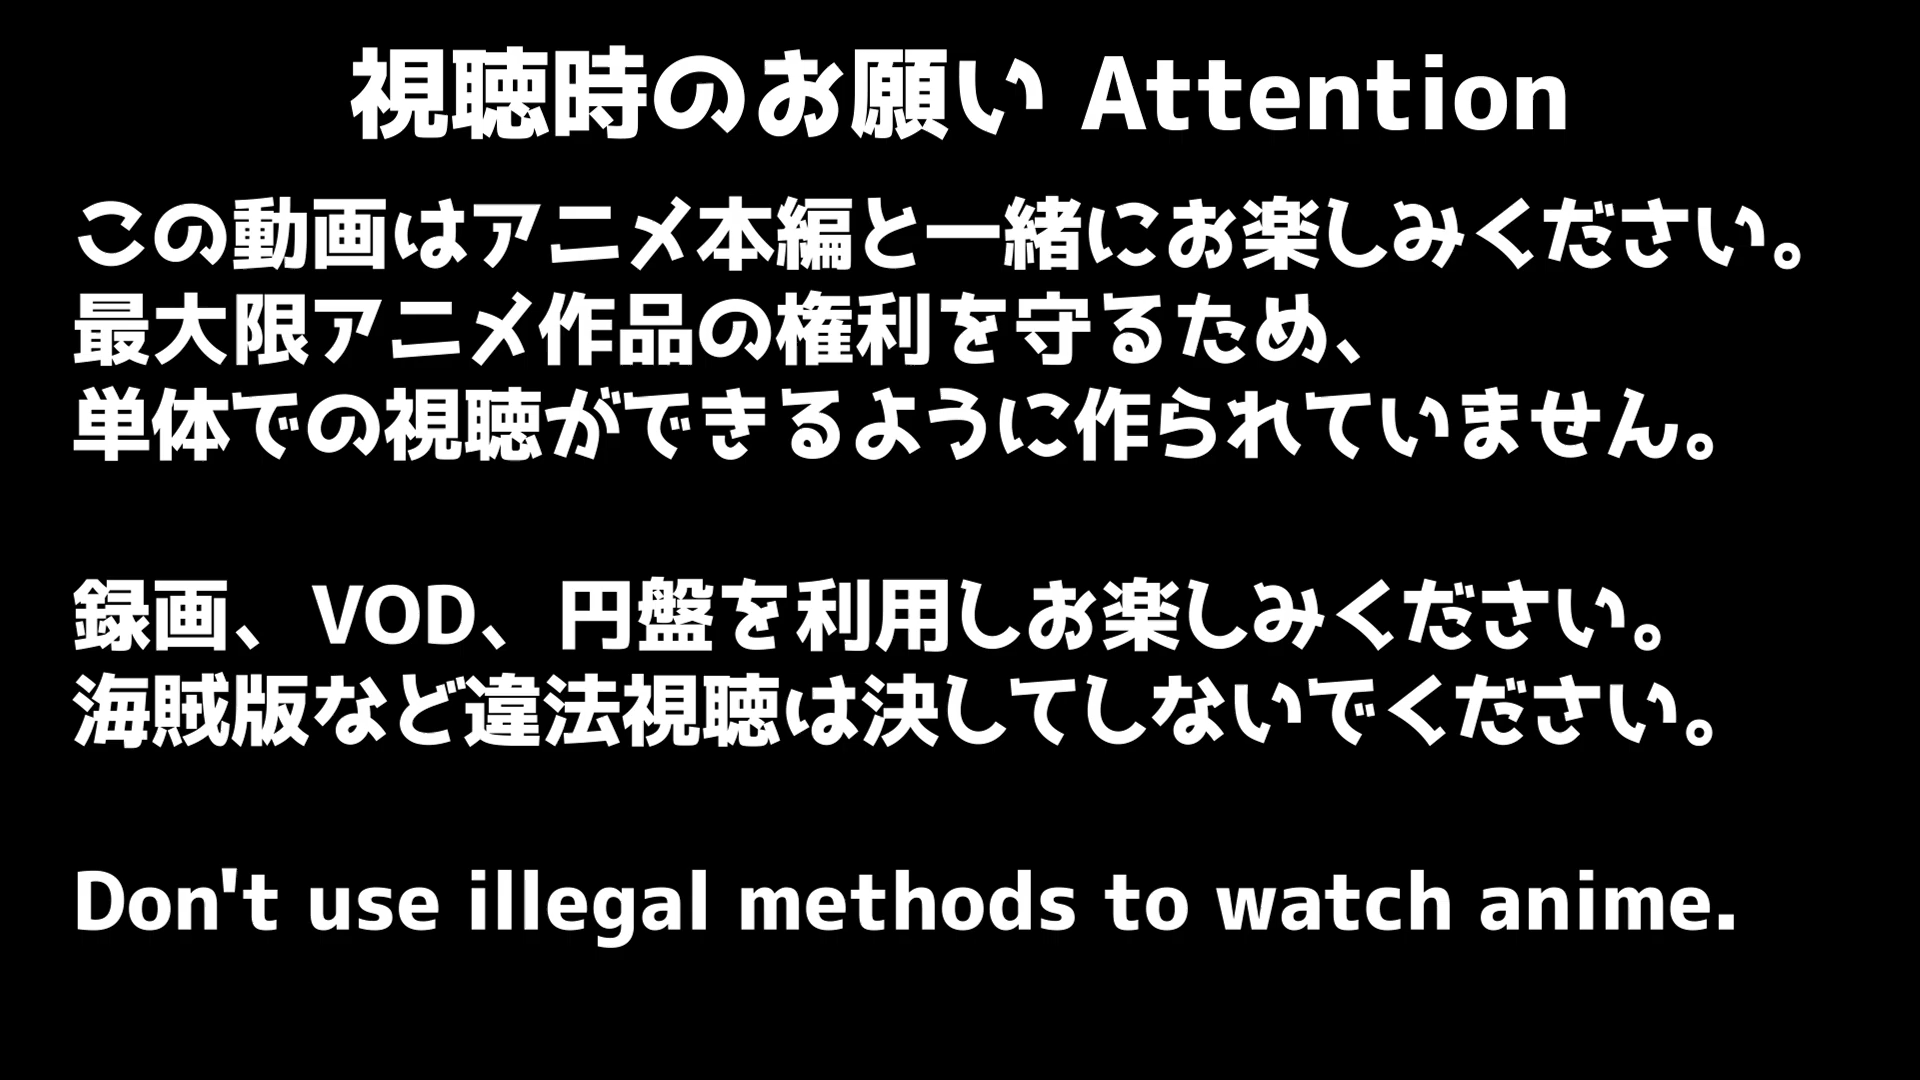 視聴時のお願い Attention
この動画はアニメ本編と一緒にお楽しみください。
最大限アニメ作品の権利を守るため、
単体での視聴ができるように作られていません。
録画、VOD、円盤を利用しお楽しみください。
海賊版など違法視聴は決してしないでください。
Don't use illegal methods to watch anime.